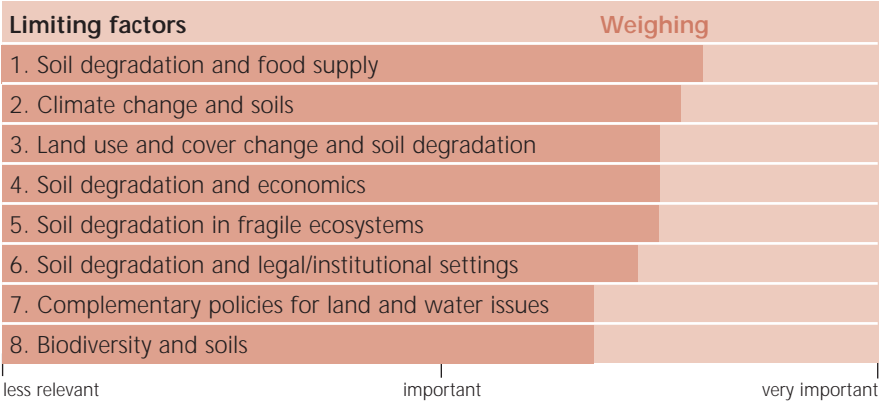 Limiting factors Weighing
1. Soil degradation and food supply
2. Climate change and soils
3. Land use and cover change and soil degradation
4. Soil degradation and economics
5. Soil degradation in fragile ecosystems
6. Soil degradation and legal/institutional settings
7. Complementary policies for land and water issues
8. Biodiversity and soils
less relevant important very important